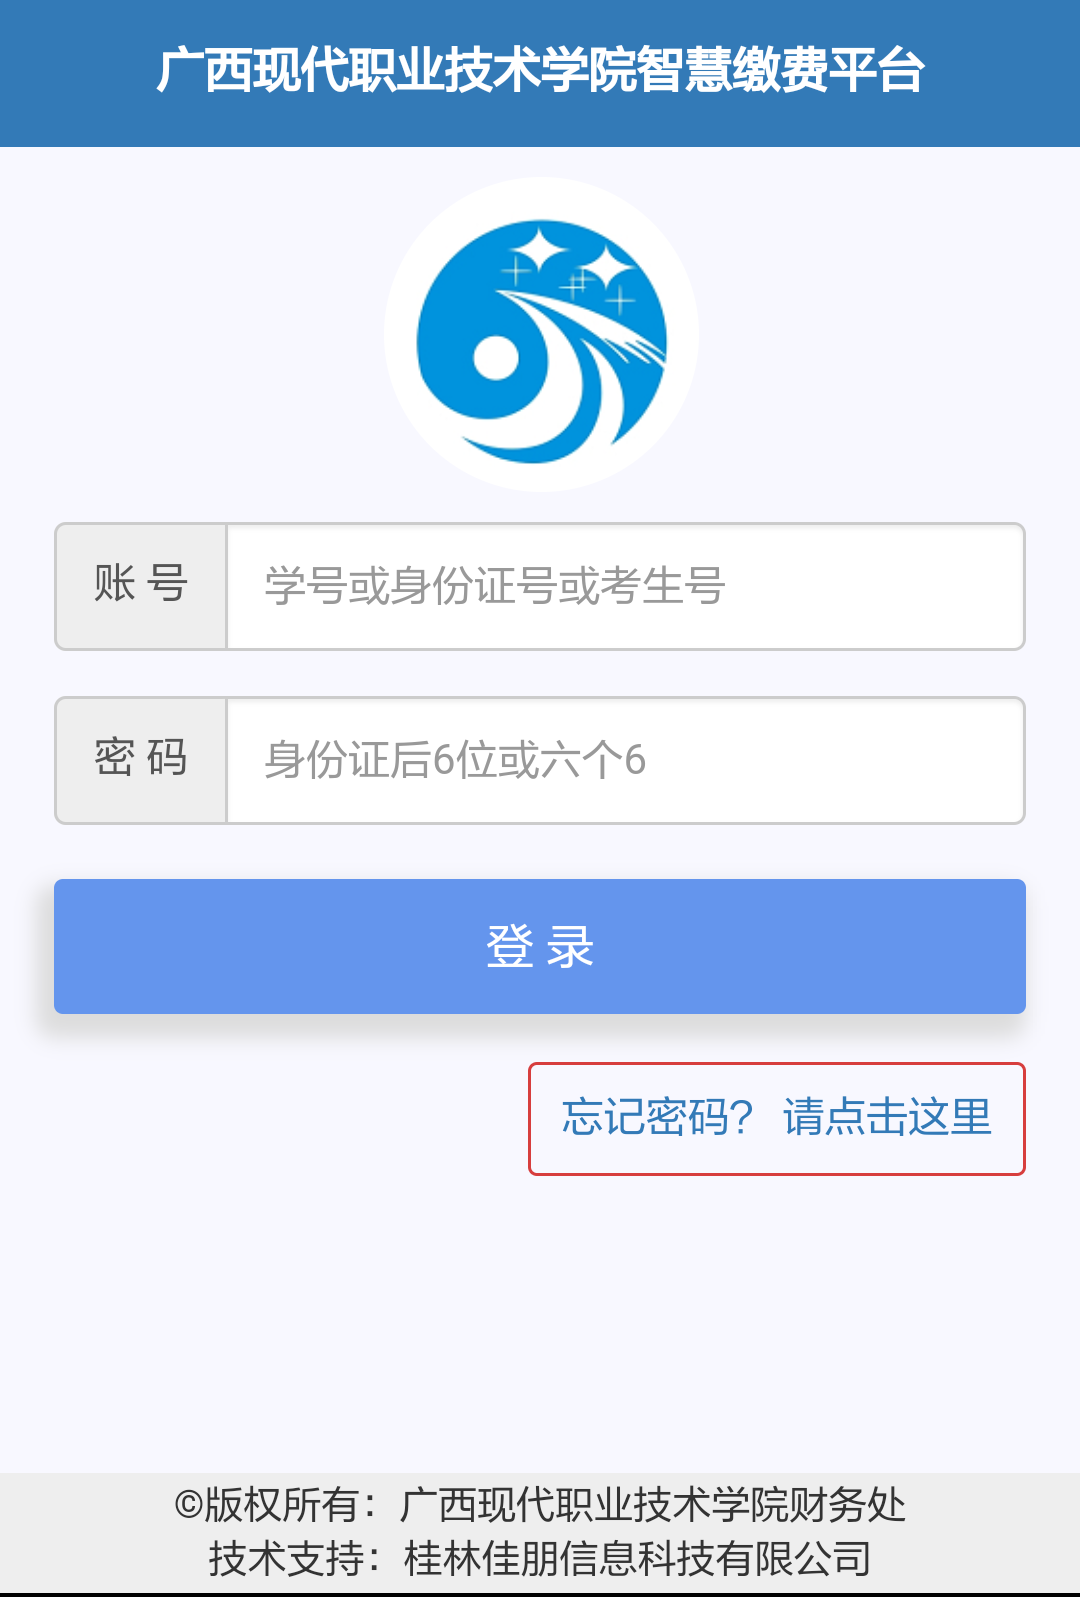 广西现代职业技术学院智慧缴费平台
账 号
学号或身份证号或考生号
密 码
身份证后6位或六个6
登 录
忘记密码？ 请点击这里
©版权所有：广西现代职业技术学院财务处
技术支持：桂林佳朋信息科技有限公司